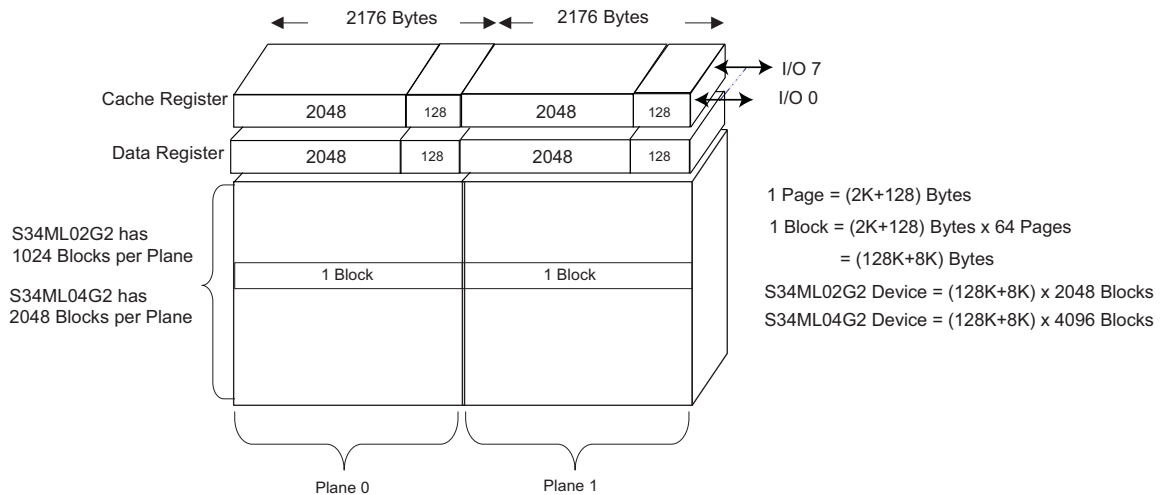 2176 Bytes 2176 Bytes
I/O 7
Cache Register 2048 128 2048 128 I/O 0
Data Register 2048 128 2048 128
1 Page = (2K+128) Bytes
1 Block = (2K+128) Bytes x 64 Pages
= (128K+8K) Bytes
S34ML02G2 Device = (128K+8K) x 2048 Blocks
S34ML04G2 Device = (128K+8K) x 4096 Blocks
S34ML02G2 has
1024 Blocks per Plane
S34ML04G2 has
2048 Blocks per Plane
1 Block 1 Block
Plane 0 Plane 1